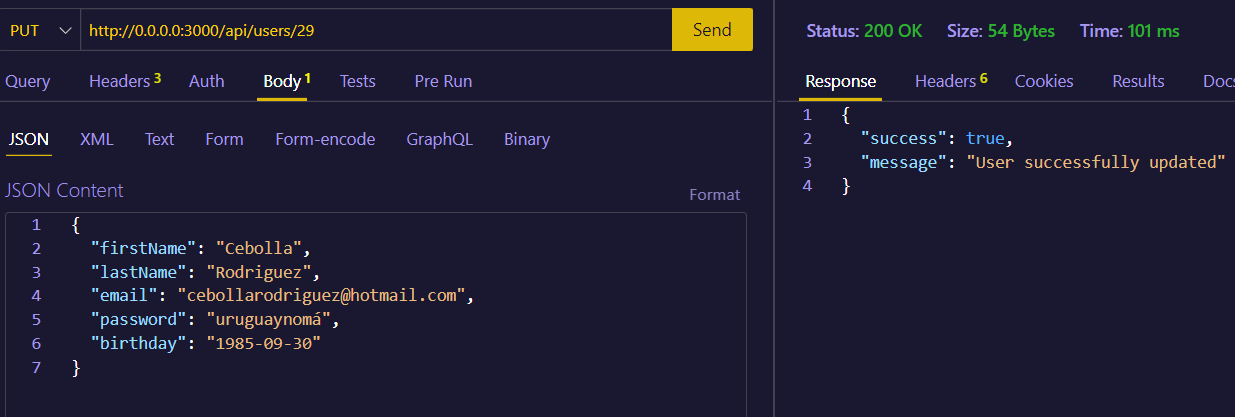 PUT http://0.0.0.0:3000/api/users/29 Send
Query Headers 3 Auth Body 1 Tests Pre Run
JSON XML Text Form Form-encode GraphQL Binary
JSON Content
Format
1 {
2 "firstName": "Cebolla",
3 "lastName": "Rodriguez",
4 "email": "cebollarodriguez@hotmail.com",
5 "password": "uruguaynomá",
6 "birthday": "1985-09-30"
7 }
Status: 200 OK Size: 54 Bytes Time: 101 ms
Response Headers 6 Cookies Results Docs
1 {
2 "success": true,
3 "message": "User successfully updated"
4 }